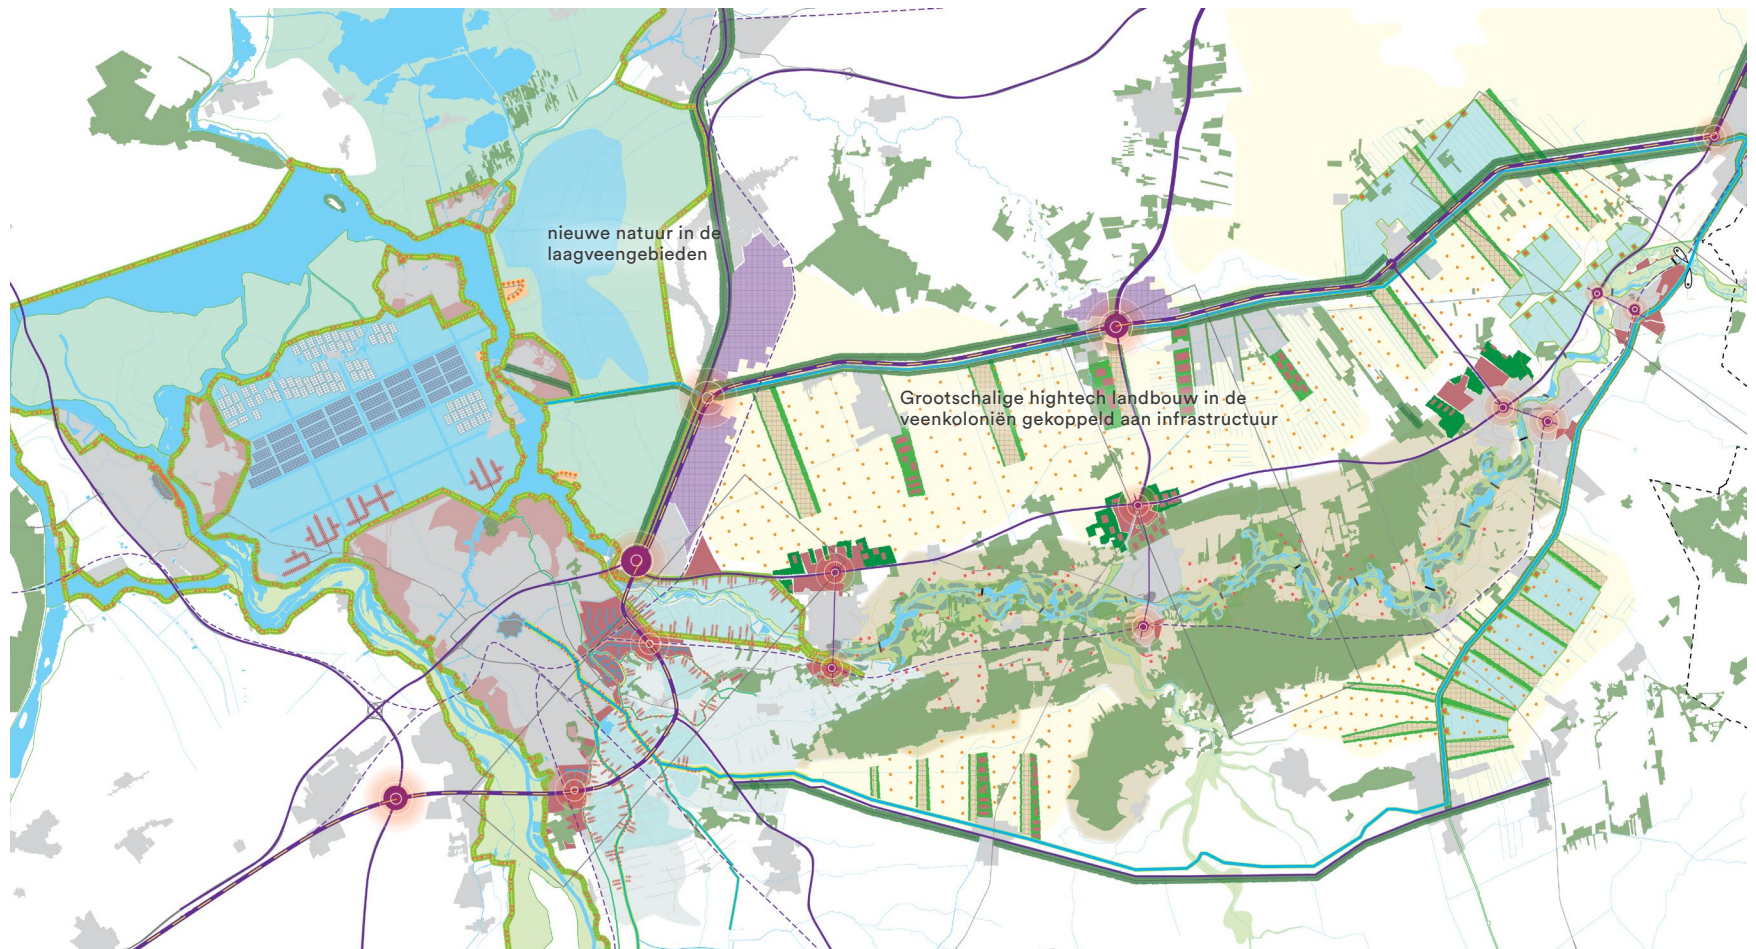 nieuwe natuur in de
laagveengebieden
Grootschalige hightech landbouw in de
veenkoloniën gekoppeld aan infrastructuur